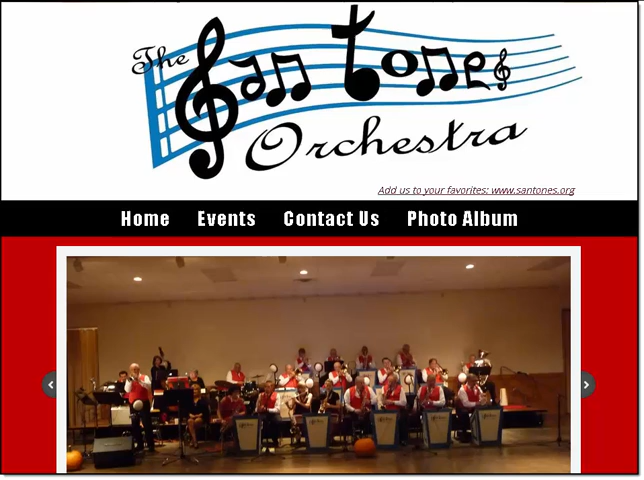 The San Tones
Orchestra
Add us to your favorites: www.santones.org
Home Events Contact Us Photo Album